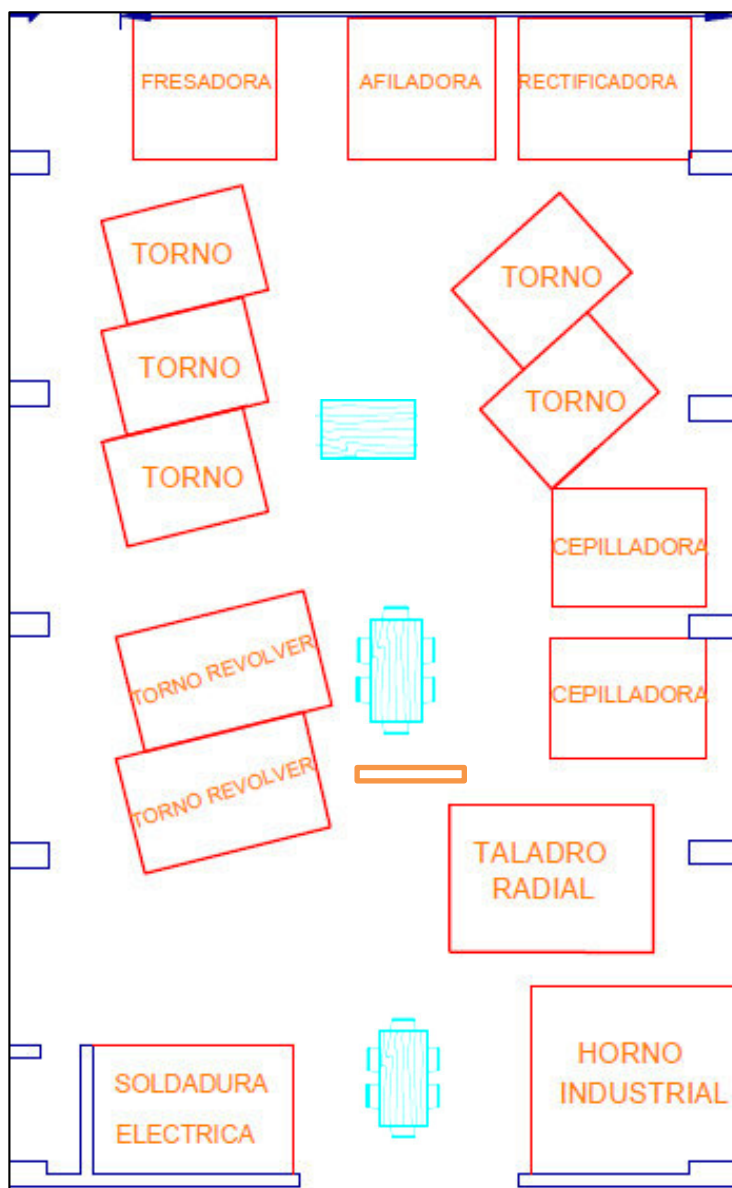 FRESADORA
AFILADORA
RECTIFICADORA
TORNO
TORNO
TORNO
TORNO
TORNO
CEPILLADORA
TORNO REVOLVER
CEPILLADORA
TORNO REVOLVER
TALADRO
RADIAL
SOLDADURA
ELECTRICA
HORNO
INDUSTRIAL